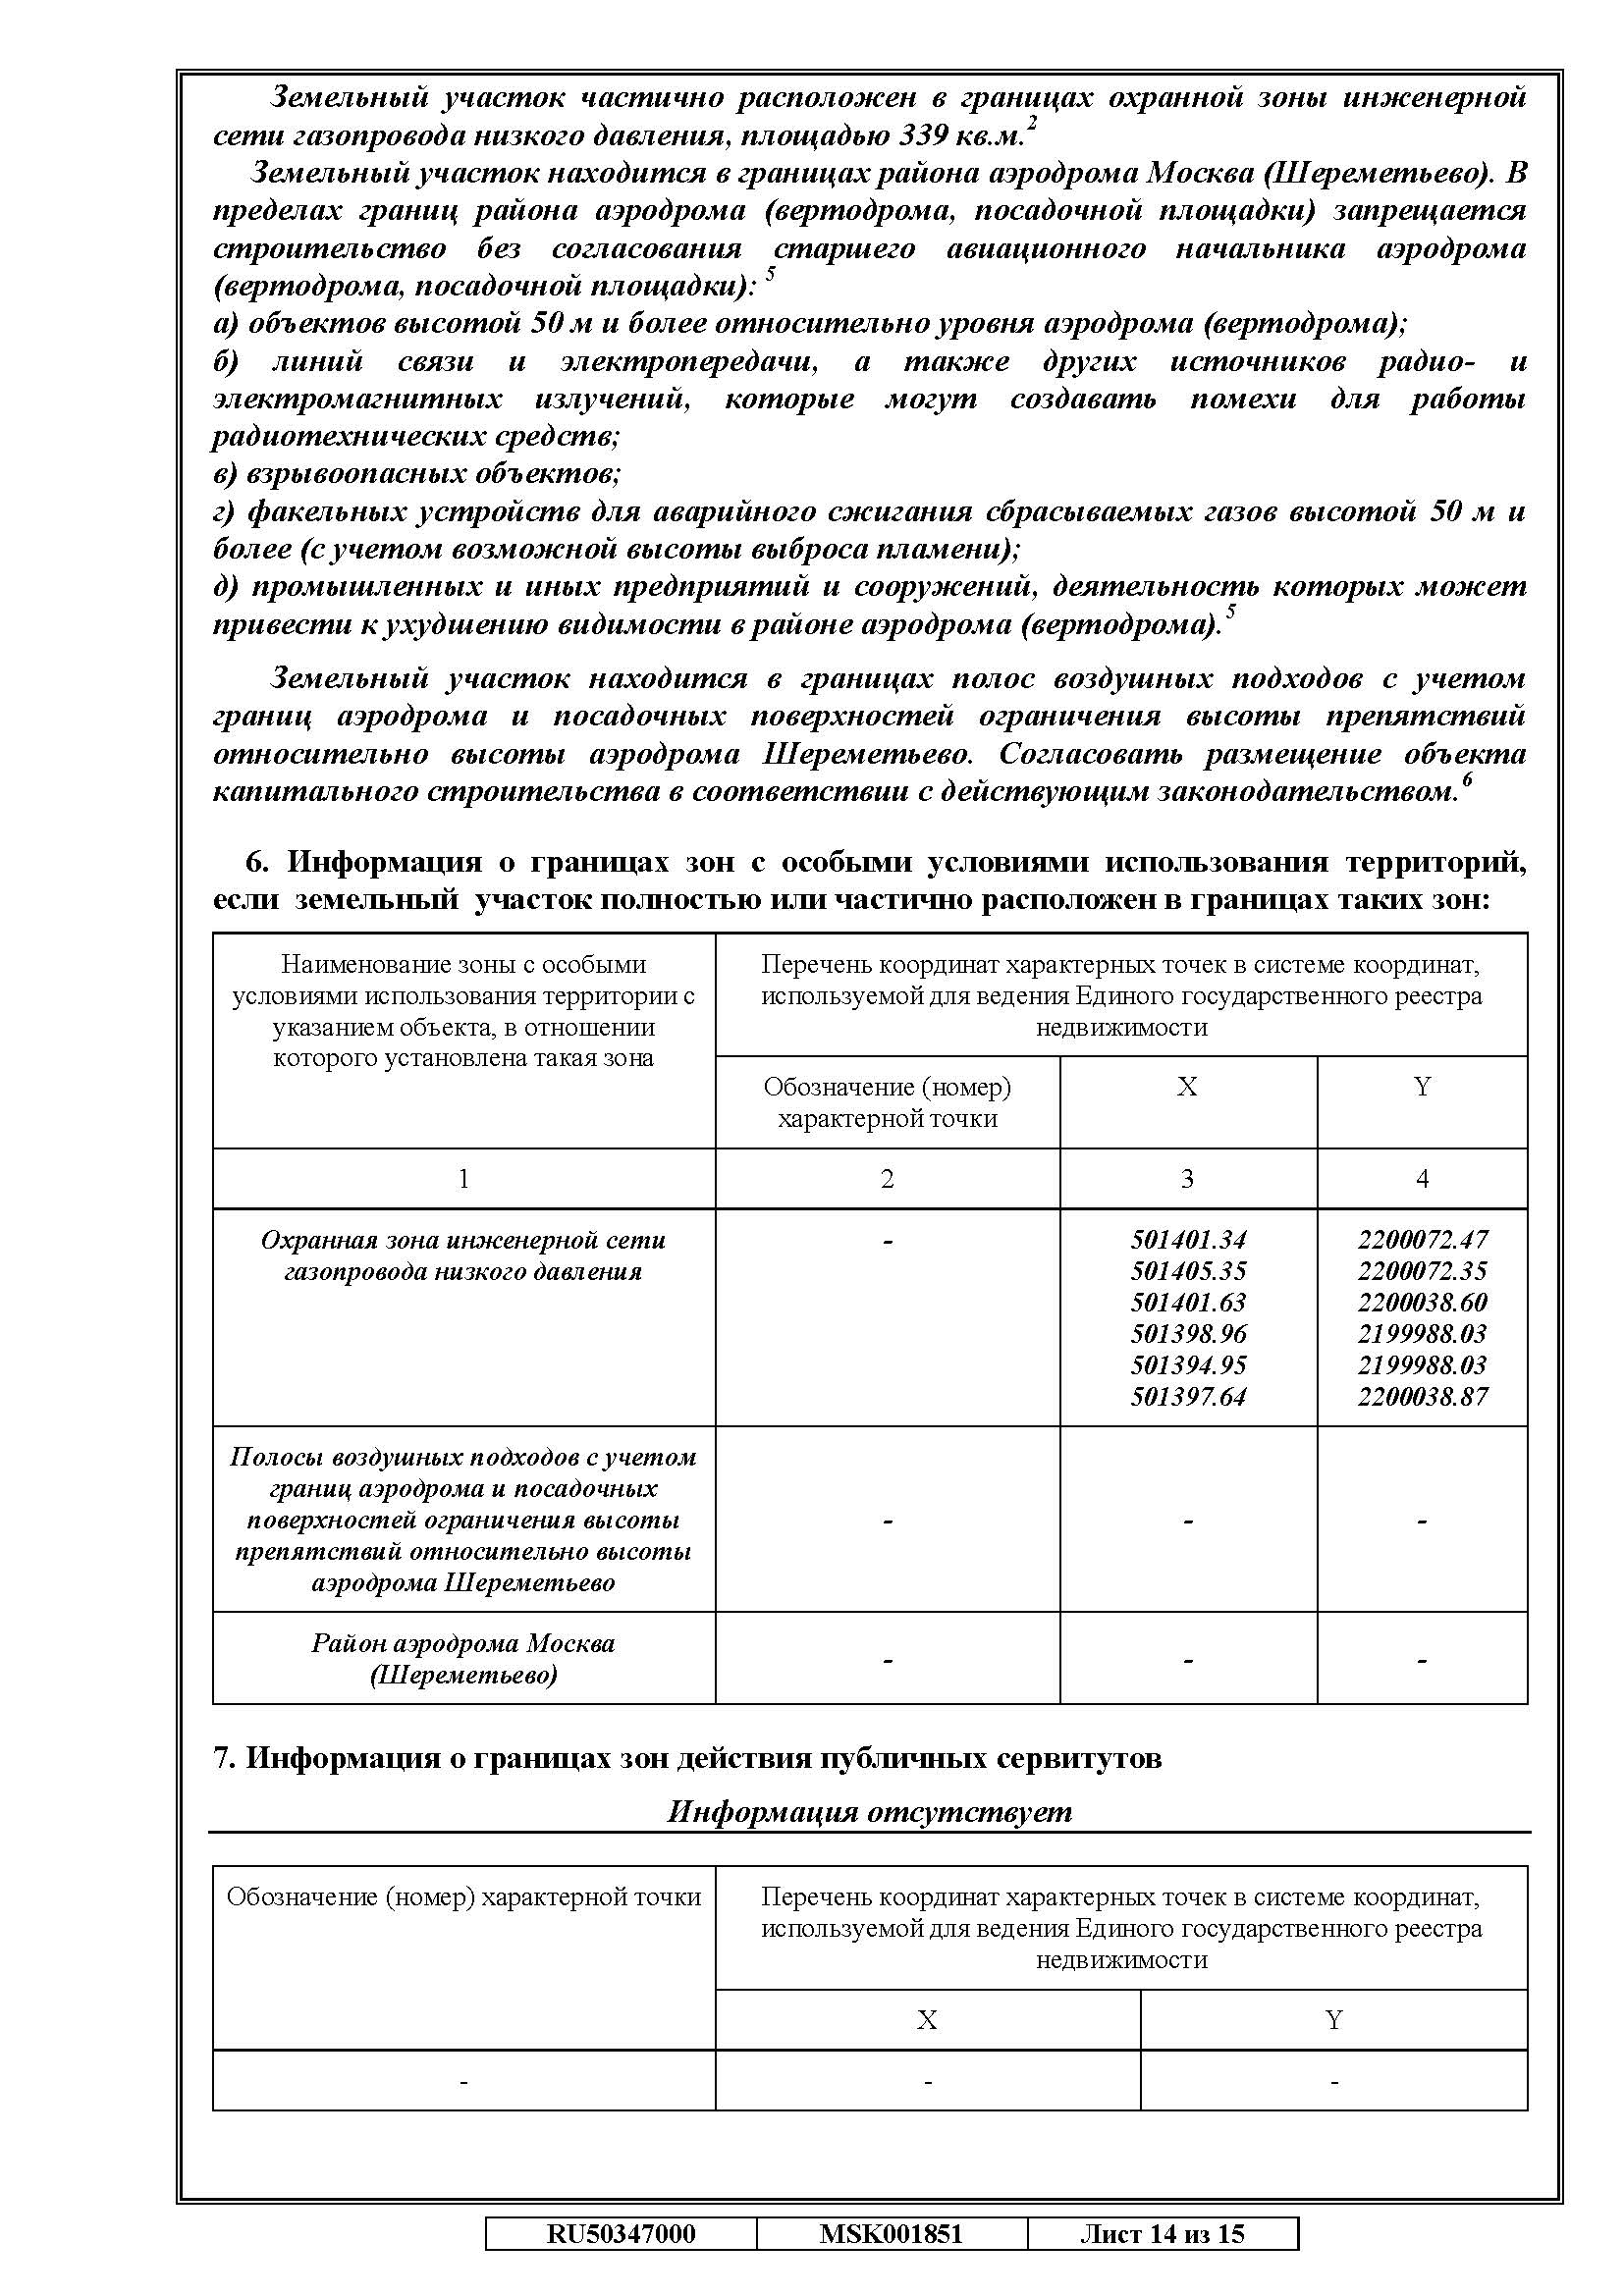 Земельный участок частично расположен в границах охранной зоны инженерной
сети газопровода низкого давления, площадью 339 кв.м.2
Земельный участок находится в границах района аэродрома Москва (Шереметьево). В
пределах границ района аэродрома (вертодрома, посадочной площадки) запрещается
строительство без согласования старшего авиационного начальника аэродрома
(вертодрома, посадочной площадки): 5
а) объектов высотой 50 м и более относительно уровня аэродрома (вертодрома);
б) линий связи и электропередачи, а также других источников радио- и
электромагнитных излучений, которые могут создавать помехи для работы
радиотехнических средств;
в) взрывоопасных объектов;
г) факельных устройств для аварийного сжигания сбрасываемых газов высотой 50 м и
более (с учетом возможной высоты выброса пламени);
д) промышленных и иных предприятий и сооружений, деятельность которых может
привести к ухудшению видимости в районе аэродрома (вертодрома).5
Земельный участок находится в границах полос воздушных подходов с учетом
границ аэродрома и посадочных поверхностей ограничения высоты препятствий
относительно высоты аэродрома Шереметьево. Согласовать размещение объекта
капитального строительства в соответствии с действующим законодательством.6
6. Информация о границах зон с особыми условиями использования территорий,
если земельный участок полностью или частично расположен в границах таких зон:
Наименование зоны с особыми
условиями использования территории с
указанием объекта, в отношении
которого установлена такая зона
Перечень координат характерных точек в системе координат,
используемой для ведения Единого государственного реестра
недвижимости
Обозначение (номер)
характерной точки
X
Y
1
2
3
4
Охранная зона инженерной сети
газопровода низкого давления
-
501401.34
501405.35
501401.63
501398.96
501394.95
501397.64
2200072.47
2200072.35
2200038.60
2199988.03
2199988.03
2200038.87
Полосы воздушных подходов с учетом
границ аэродрома и посадочных
поверхностей ограничения высоты
препятствий относительно высоты
аэродрома Шереметьево
-
-
-
Район аэродрома Москва
(Шереметьево)
-
-
-
7. Информация о границах зон действия публичных сервитутов
Информация отсутствует
Обозначение (номер) характерной точки
Перечень координат характерных точек в системе координат,
используемой для ведения Единого государственного реестра
недвижимости
X
Y
-
-
-
RU50347000
MSK001851
Лист 14 из 15